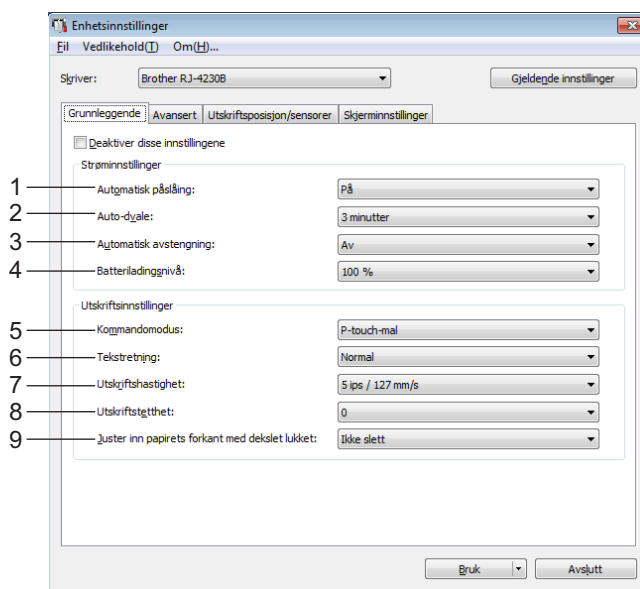 Enhetsinnstillinger
Fil Vedlikehold(T) Om(H)...
Skriver: Brother RJ-4230B Gjeldende innstillinger
Grunnleggende Avansert Utskriftsposisjon/sensorer Skjerminnstillinger
Deaktiver disse innstillingene
Strøminnstillinger
1 Automatisk påslåing: På
2 Auto-dvale: 3 minutter
3 Automatisk avstengning: Av
4 Batteriladingsnivå: 100 %
Utskriftsinnstillinger
5 Kommandomodus: P-touch-mal
6 Tekstretning: Normal
7 Utskriftshastighet: 5 ips / 127 mm/s
8 Utskriftstetthet: 0
9 Juster inn papirets forkant med dekslet lukket: Ikke slett
Bruk Avslutt